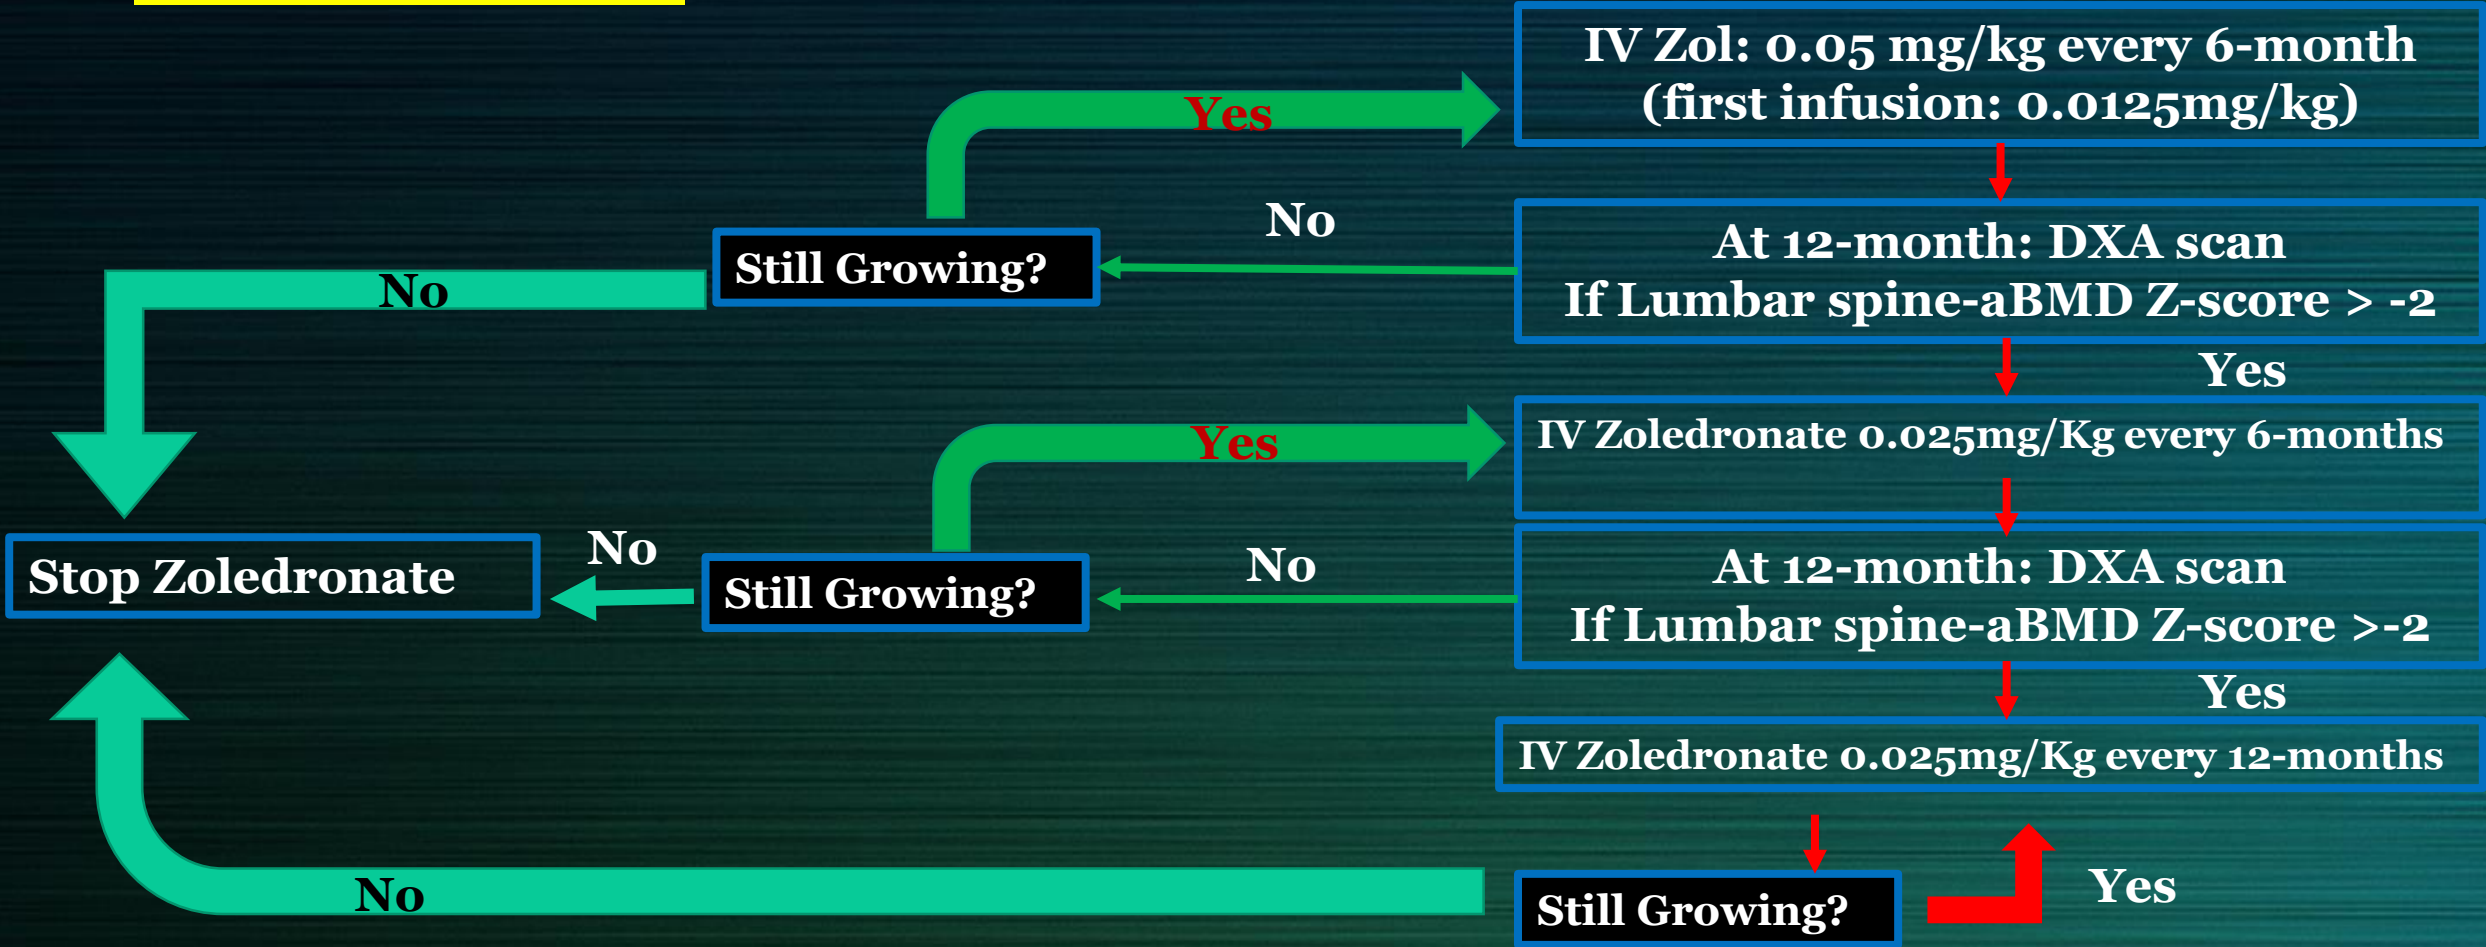 IV Zol: 0.05 mg/kg every 6-month
(first infusion: 0.0125mg/kg)
Yes
No
At 12-month: DXA scan
If Lumbar spine-aBMD Z-score > -2
Still Growing?
No
Yes
IV Zoledronate 0.025mg/Kg every 6-months
Yes
No
No
At 12-month: DXA scan
If Lumbar spine-aBMD Z-score >-2
Still Growing?
Stop Zoledronate
Yes
IV Zoledronate 0.025mg/Kg every 12-months
No
Still Growing?
Yes